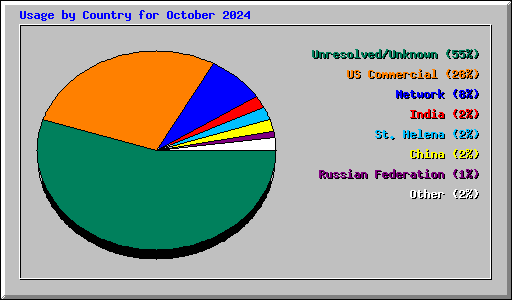 Usage by Country for October 2024
Unresolved/Unknown (55%)
US Commercial (28%)
Network (8%)
India (2%)
St. Helena (2%)
China (2%)
Russian Federation (1%)
Other (2%)